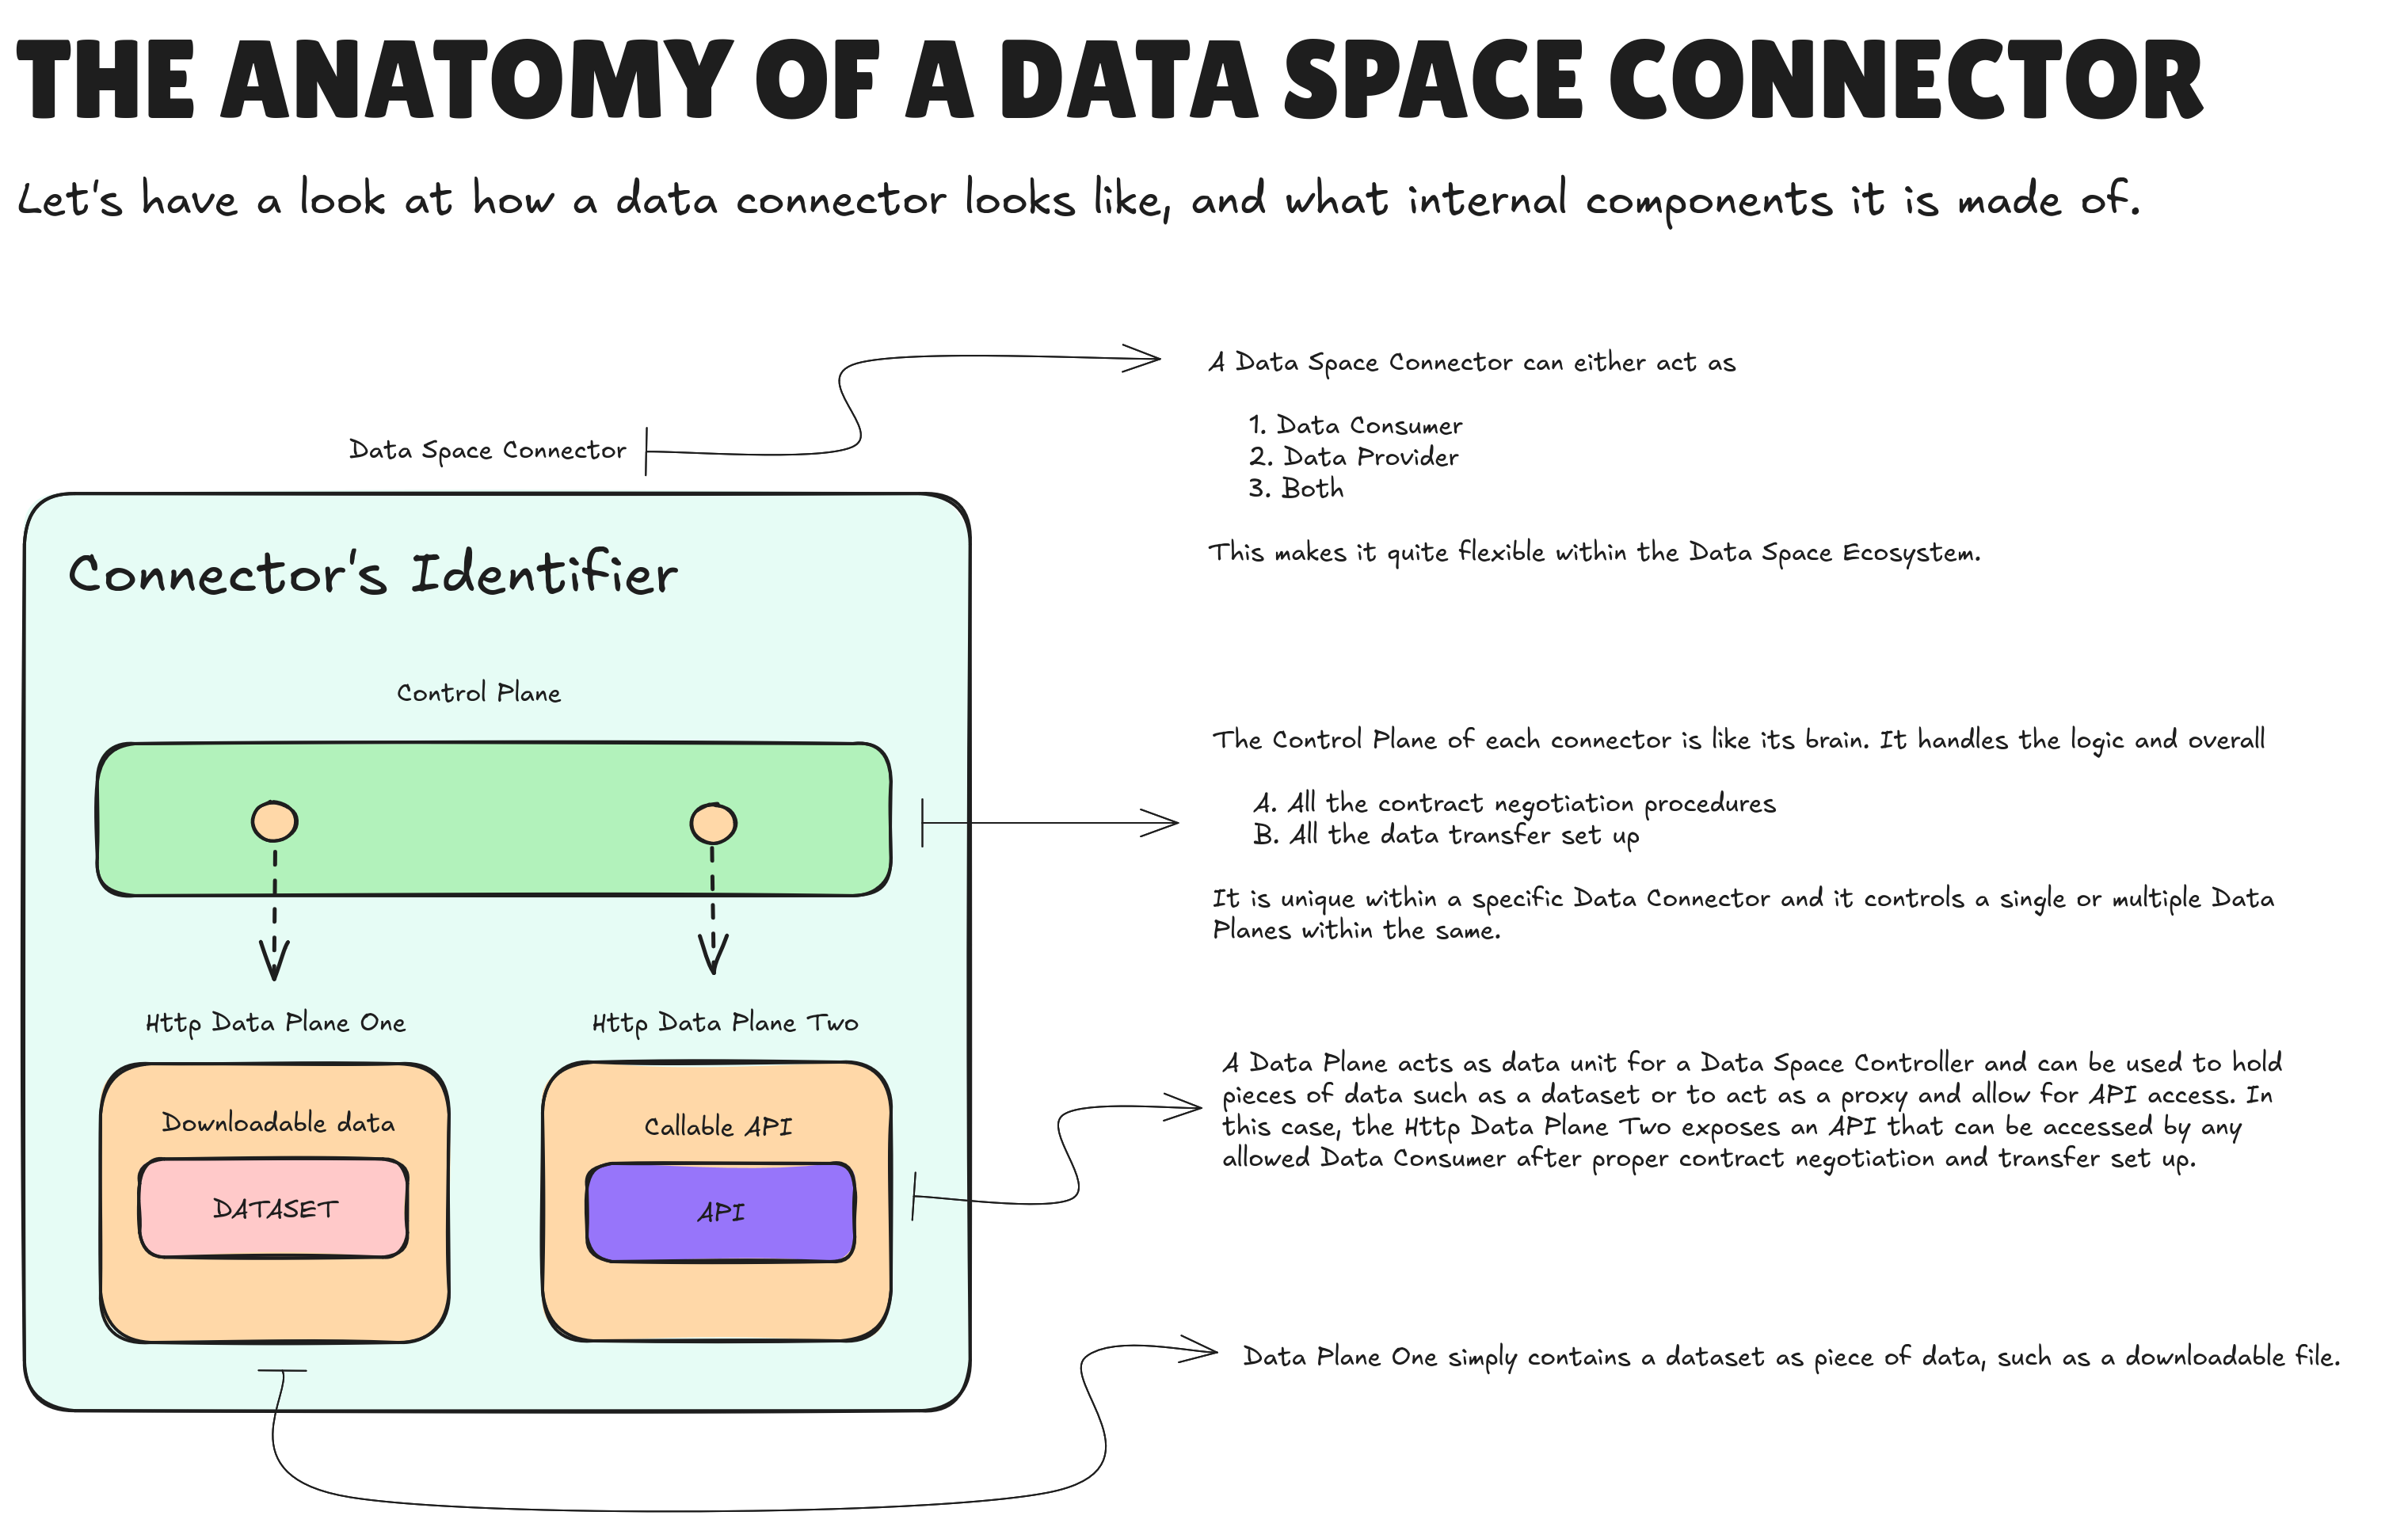 THE ANATOMY OF A DATA SPACE CONNECTOR
Let's have a look at how a data connector looks like, and what internal components it is made of.
Data Space Connector
A Data Space Connector can either act as
1. Data Consumer
2. Data Provider
3. Both
This makes it quite flexible within the Data Space Ecosystem.
Connector's Identifier
Control Plane
The Control Plane of each connector is like its brain. It handles the logic and overall
A. All the contract negotiation procedures
B. All the data transfer set up
It is unique within a specific Data Connector and it controls a single or multiple Data
Planes within the same.
Http Data Plane One
Downloadable data
DATASET
Http Data Plane Two
Callable API
API
A Data Plane acts as data unit for a Data Space Controller and can be used to hold
pieces of data such as a dataset or to act as a proxy and allow for API access. In
this case, the Http Data Plane Two exposes an API that can be accessed by any
allowed Data Consumer after proper contract negotiation and transfer set up.
Data Plane One simply contains a dataset as piece of data, such as a downloadable file.